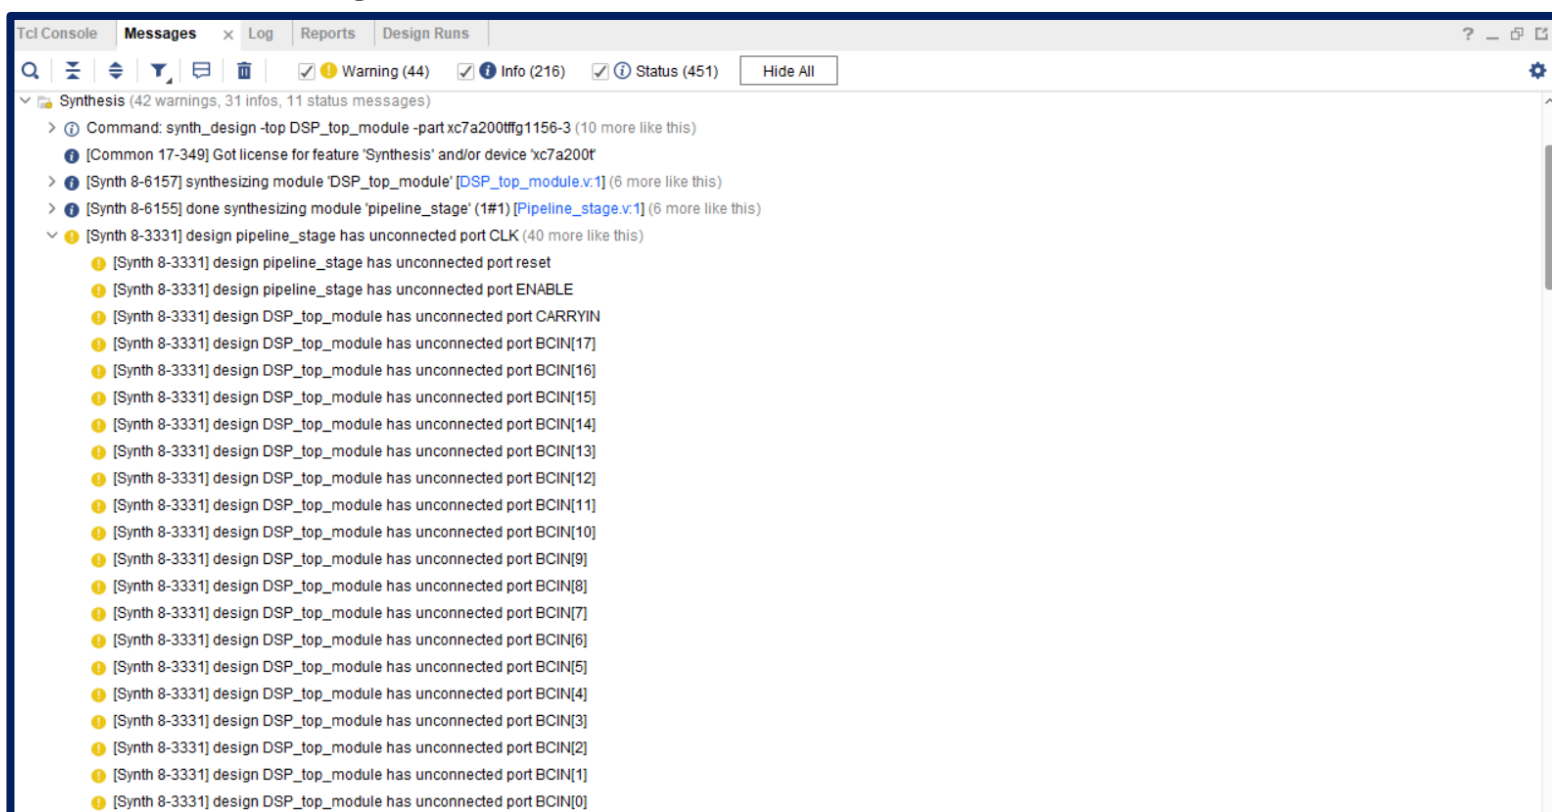 Tcl Console Messages × Log Reports Design Runs ?
Warning (44) Info (216) Status (451) Hide All
Synthesis (42 warnings, 31 infos, 11 status messages)
Command: synth_design -top DSP_top_module -part xc7a200tffg1156-3 (10 more like this)
[Common 17-349] Got license for feature 'Synthesis' and/or device 'xc7a200t'
[Synth 8-6157] synthesizing module 'DSP_top_module' [DSP_top_module.v:1] (6 more like this)
[Synth 8-6155] done synthesizing module 'pipeline_stage' (1#1) [Pipeline_stage.v:1] (6 more like this)
[Synth 8-3331] design pipeline_stage has unconnected port CLK (40 more like this)
[Synth 8-3331] design pipeline_stage has unconnected port reset
[Synth 8-3331] design pipeline_stage has unconnected port ENABLE
[Synth 8-3331] design DSP_top_module has unconnected port CARRYIN
[Synth 8-3331] design DSP_top_module has unconnected port BCIN[17]
[Synth 8-3331] design DSP_top_module has unconnected port BCIN[16]
[Synth 8-3331] design DSP_top_module has unconnected port BCIN[15]
[Synth 8-3331] design DSP_top_module has unconnected port BCIN[14]
[Synth 8-3331] design DSP_top_module has unconnected port BCIN[13]
[Synth 8-3331] design DSP_top_module has unconnected port BCIN[12]
[Synth 8-3331] design DSP_top_module has unconnected port BCIN[11]
[Synth 8-3331] design DSP_top_module has unconnected port BCIN[10]
[Synth 8-3331] design DSP_top_module has unconnected port BCIN[9]
[Synth 8-3331] design DSP_top_module has unconnected port BCIN[8]
[Synth 8-3331] design DSP_top_module has unconnected port BCIN[7]
[Synth 8-3331] design DSP_top_module has unconnected port BCIN[6]
[Synth 8-3331] design DSP_top_module has unconnected port BCIN[5]
[Synth 8-3331] design DSP_top_module has unconnected port BCIN[4]
[Synth 8-3331] design DSP_top_module has unconnected port BCIN[3]
[Synth 8-3331] design DSP_top_module has unconnected port BCIN[2]
[Synth 8-3331] design DSP_top_module has unconnected port BCIN[1]
[Synth 8-3331] design DSP_top_module has unconnected port BCIN[0]